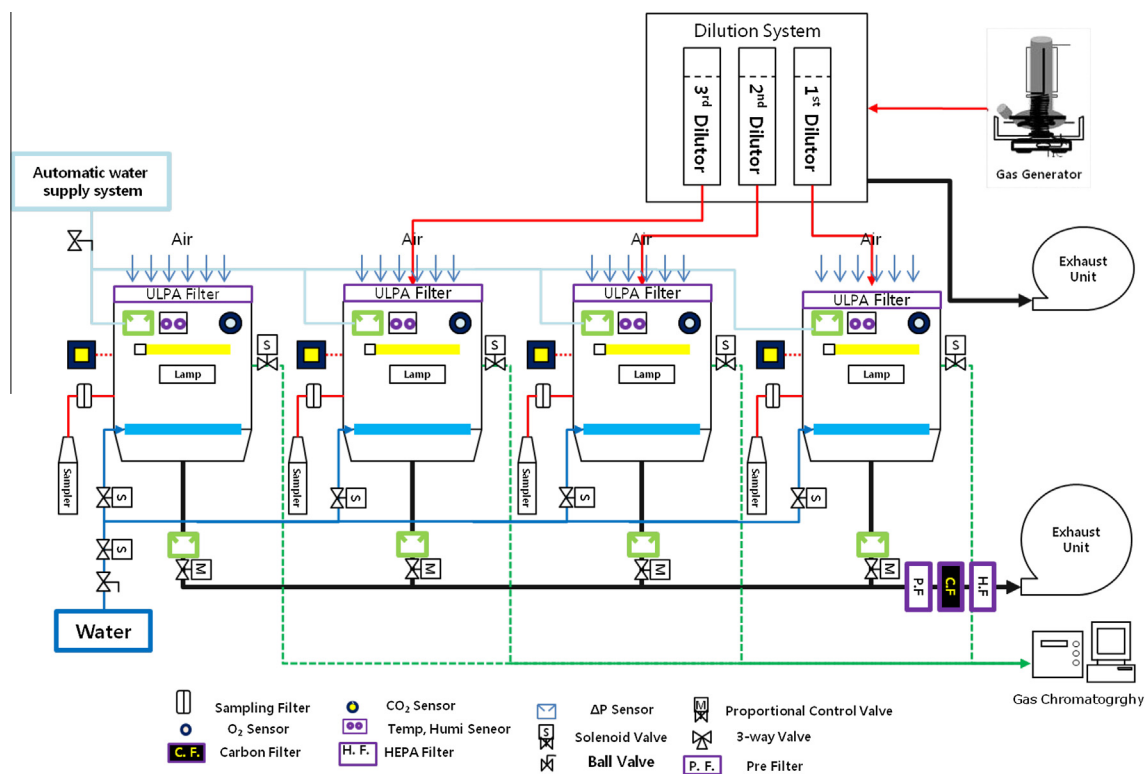 Dilution System
3rd Dilutor
2nd Dilutor
1st Dilutor
Gas Generator
Automatic water
supply system
Air
Air
Air
Air
Exhaust
Unit
ULPA Filter
ULPA Filter
ULPA Filter
ULPA Filter
S
S
S
S
Lamp
Lamp
Lamp
Lamp
Sampler
Sampler
Sampler
Sampler
S
S
S
S
S
M
M
M
M
P.F
C.F
H.F
Exhaust
Unit
Water
Gas Chromatogrghy
Sampling Filter
CO2 Sensor
ΔP Sensor
M
Proportional Control Valve
O2 Sensor
Temp, Humi Seneor
S
Solenoid Valve
3-way Valve
C. F.
Carbon Filter
H. F.
HEPA Filter
Ball Valve
P. F.
Pre Filter